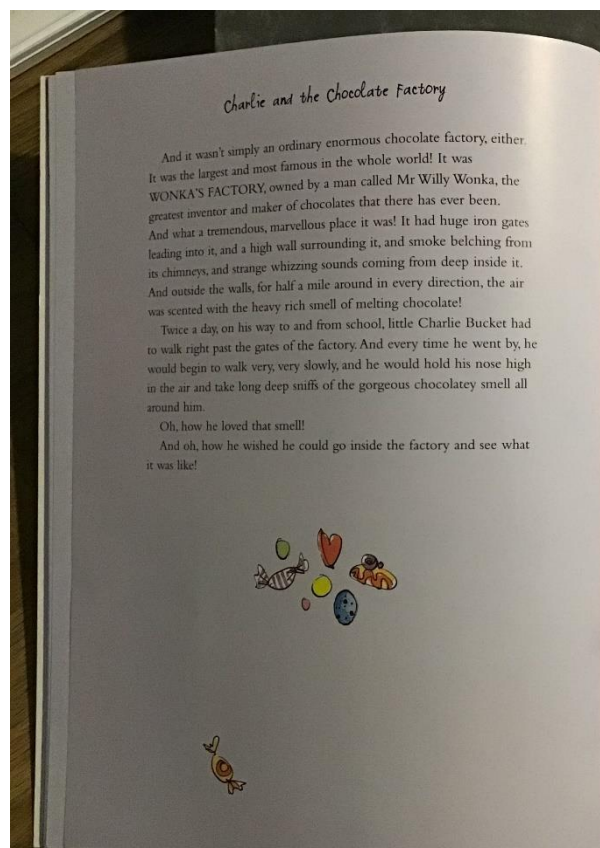 Charlie and the Chocolate Factory
And it wasn't simply an ordinary enormous chocolate factory, either.
It was the largest and most famous in the whole world! It was
WONKA'S FACTORY, owned by a man called Mr Willy Wonka, the
greatest inventor and maker of chocolates that there has ever been.
And what a tremendous, marvellous place it was! It had huge iron gates
leading into it, and a high wall surrounding it, and smoke belching from
its chimneys, and strange whizzing sounds coming from deep inside it.
And outside the walls, for half a mile around in every direction, the air
was scented with the heavy rich smell of melting chocolate!
Twice a day, on his way to and from school, little Charlie Bucket had
to walk right past the gates of the factory. And every time he went by, he
would begin to walk very, very slowly, and he would hold his nose high
in the air and take long deep sniffs of the gorgeous chocolatey smell all
around him.
Oh, how he loved that smell!
And oh, how he wished he could go inside the factory and see what
it was like!